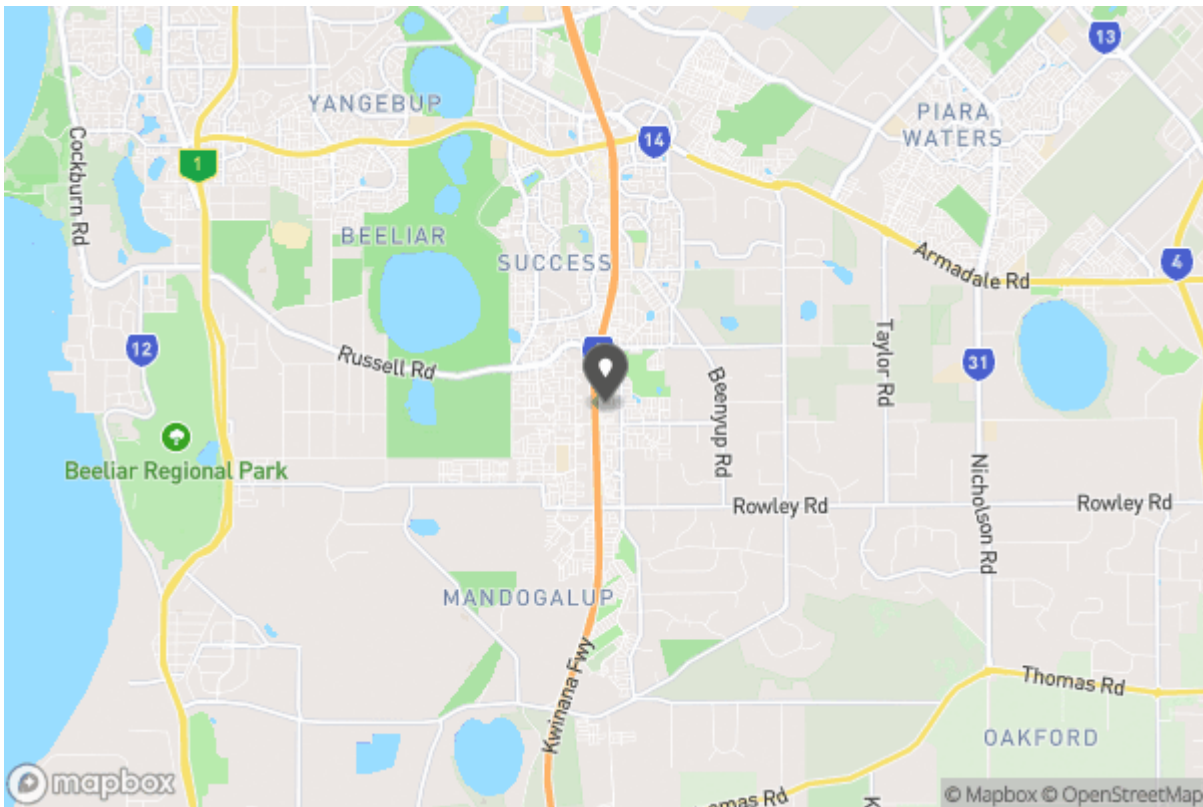 13
YANGEBUP
PIARA
WATERS
14
Cockburn Rd
1
BEELIAR
SUCCESS
Armadale Rd
4
12
Russell Rd
Taylor Rd
31
Beenyup Rd
Beeliar Regional Park
Rowley Rd
Rowley Rd
Nicholson Rd
MANDOGALUP
Kwinana Fwy
Thomas Rd
OAKFORD
mapbox
© Mapbox © OpenStreetMap
omas Rd
K